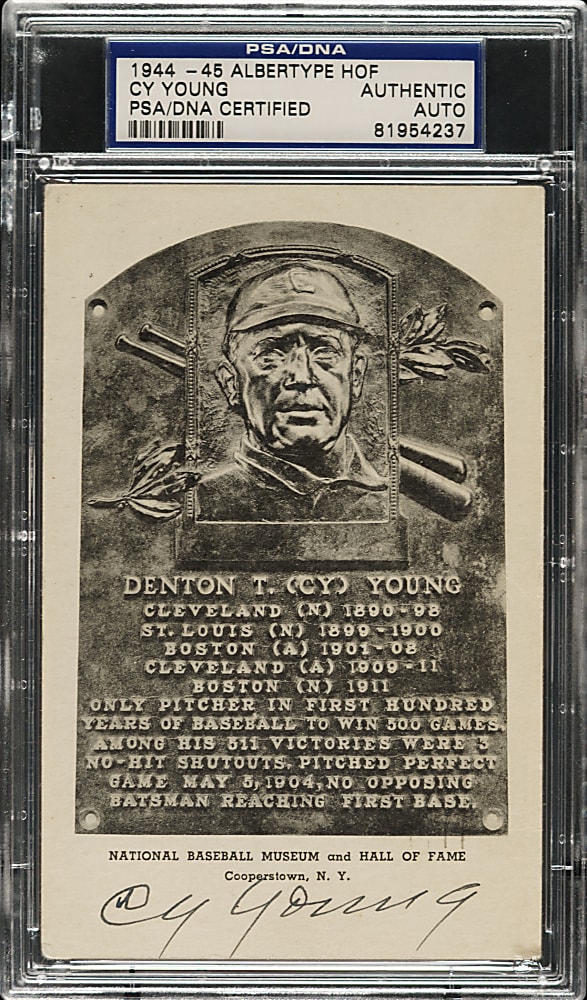 PSA/DNA
1944 -45 ALBERTYPE HOF
CY YOUNG AUTHENTIC
PSA/DNA CERTIFIED AUTO
81954237
C
DENTON T. (CY) YOUNG
CLEVELAND (N) 1890-98
ST. LOUIS (N) 1899-1900
BOSTON (A) 1901-08
CLEVELAND (A) 1909-11
BOSTON (N) 1911
ONLY PITCHER IN FIRST HUNDRED
YEARS OF BASEBALL TO WIN 500 GAMES.
AMONG HIS 511 VICTORIES WERE 3
NO-HIT SHUTOUTS. PITCHED PERFECT
GAME MAY 5, 1904, NO OPPOSING
BATSMAN REACHING FIRST BASE.
NATIONAL BASEBALL MUSEUM and HALL OF FAME
Cooperstown, N. Y.
Cy Young